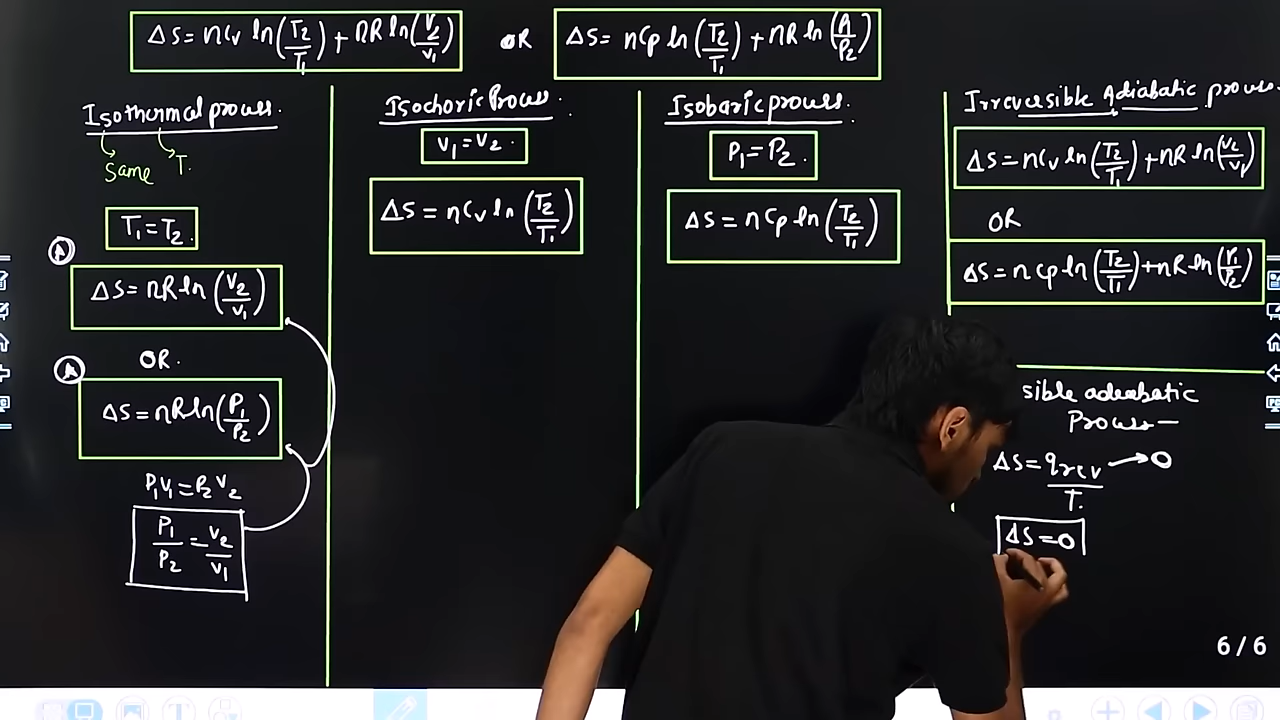 ΔS = nCv ln(T2/T1) + nR ln(V2/V1) OR ΔS = nCp ln(T2/T1) + nR ln(P1/P2)
Isothermal process.
Same T.
T1 = T2.
A
ΔS = nR ln(V2/V1)
OR.
A
ΔS = nR ln(P1/P2)
P1V1 = P2V2
P1/P2 = V2/V1
Isochoric Process.
V1 = V2.
ΔS = nCv ln(T2/T1)
Isobaric process.
P1 = P2.
ΔS = nCp ln(T2/T1)
Irreversible Adiabatic process.
ΔS = nCv ln(T2/T1) + nR ln(V2/V1)
OR
ΔS = nCp ln(T2/T1) + nR ln(P1/P2)
sible adiabatic
Process—
ΔS = qrev/T. → 0
ΔS = 0
6 / 6